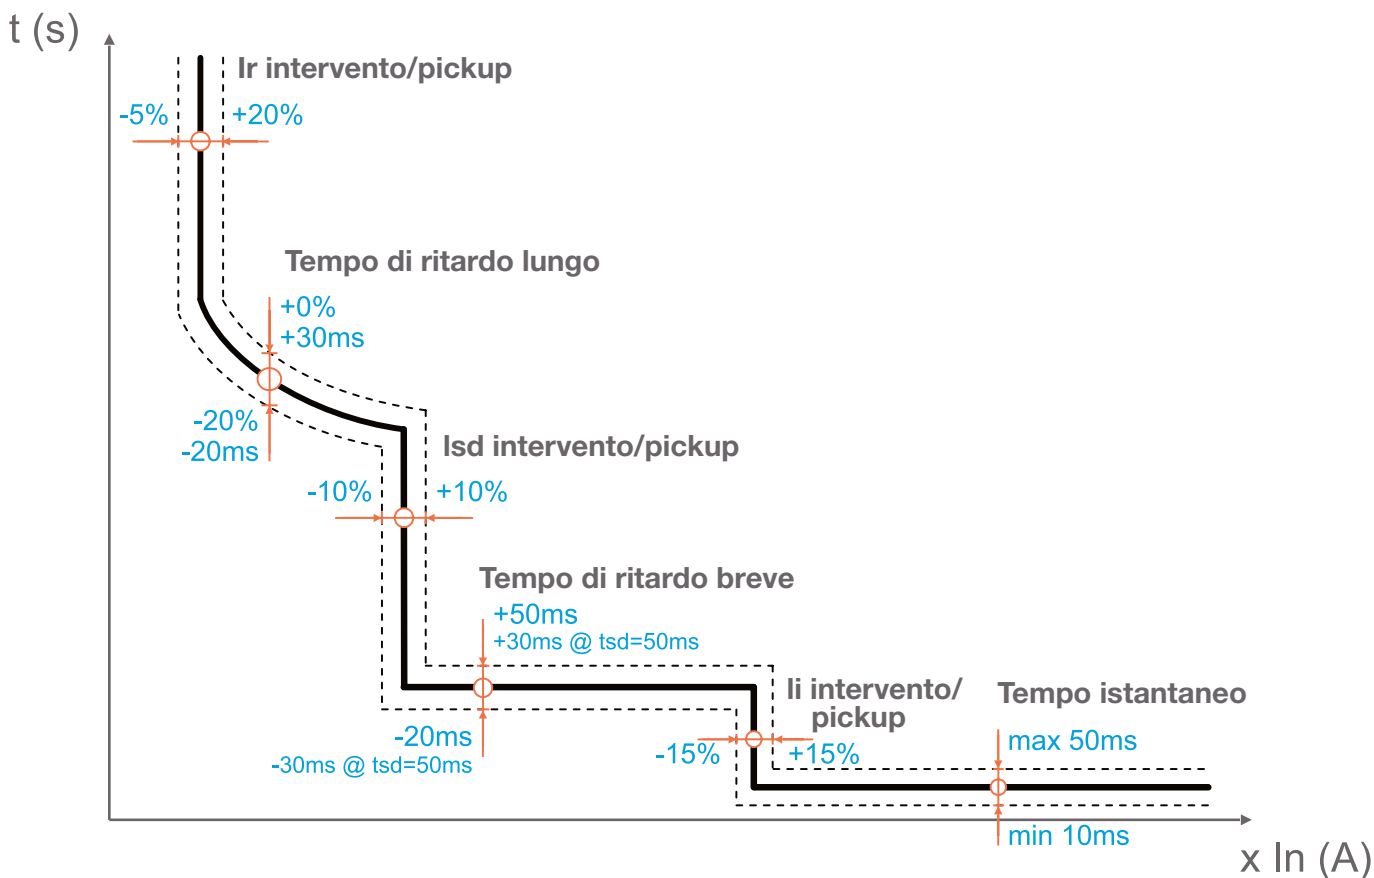 t (s)
Ir intervento/pickup
-5%
+20%
Tempo di ritardo lungo
+0%
+30ms
-20%
-20ms
Isd intervento/pickup
-10%
+10%
Tempo di ritardo breve
+50ms
+30ms @ tsd=50ms
-20ms
-30ms @ tsd=50ms
Ii intervento/
pickup
-15%
+15%
Tempo istantaneo
max 50ms
min 10ms
x In (A)